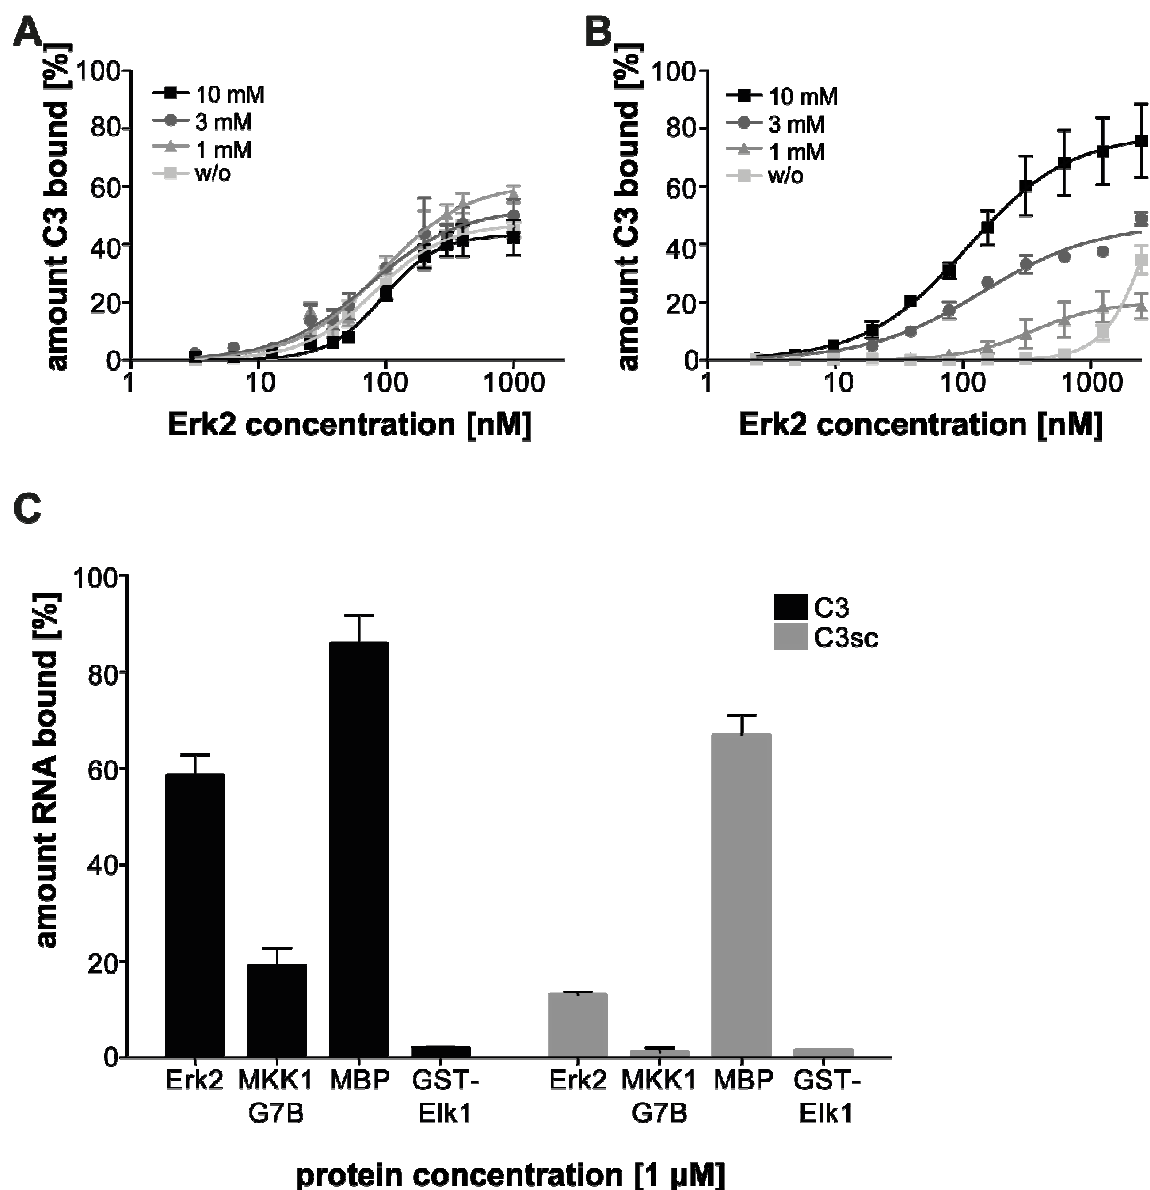 A
B
amount C3 bound [%]
100
80
60
40
20
0
10 mM
3 mM
1 mM
w/o
1 10 100 1000
Erk2 concentration [nM]
amount C3 bound [%]
100
80
60
40
20
0
10 mM
3 mM
1 mM
w/o
1 10 100 1000
Erk2 concentration [nM]
C
amount RNA bound [%]
100
80
60
40
20
0
C3
C3sc
Erk2 MKK1 MBP GST- Erk2 MKK1 MBP GST-
G7B Elk1 G7B Elk1
protein concentration [1 µM]